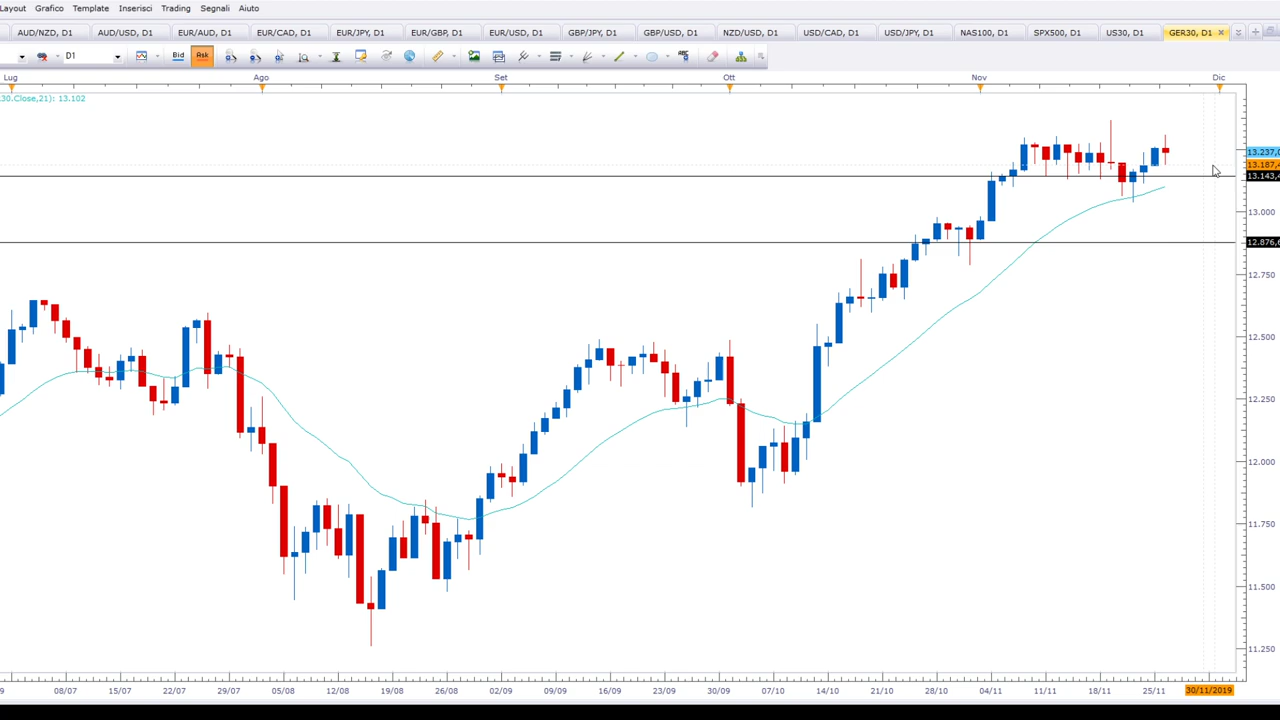 Layout Grafico Template Inserisci Trading Segnali Aiuto
AUD/NZD, D1 AUD/USD, D1 EUR/AUD, D1 EUR/CAD, D1 EUR/JPY, D1 EUR/GBP, D1 EUR/USD, D1 GBP/JPY, D1 GBP/USD, D1 NZD/USD, D1 USD/CAD, D1 USD/JPY, D1 NAS100, D1 SPX500, D1 US30, D1 GER30, D1
D1 Bid Ask
Lug Ago Set Ott Nov Dic
30.Close,21): 13.102
13.237,0
13.187,4
13.143,4
13.000
12.876,6
12.750
12.500
12.250
12.000
11.750
11.500
11.250
9 08/07 15/07 22/07 29/07 05/08 12/08 19/08 26/08 02/09 09/09 16/09 23/09 30/09 07/10 14/10 21/10 28/10 04/11 11/11 18/11 25/11 30/11/2019